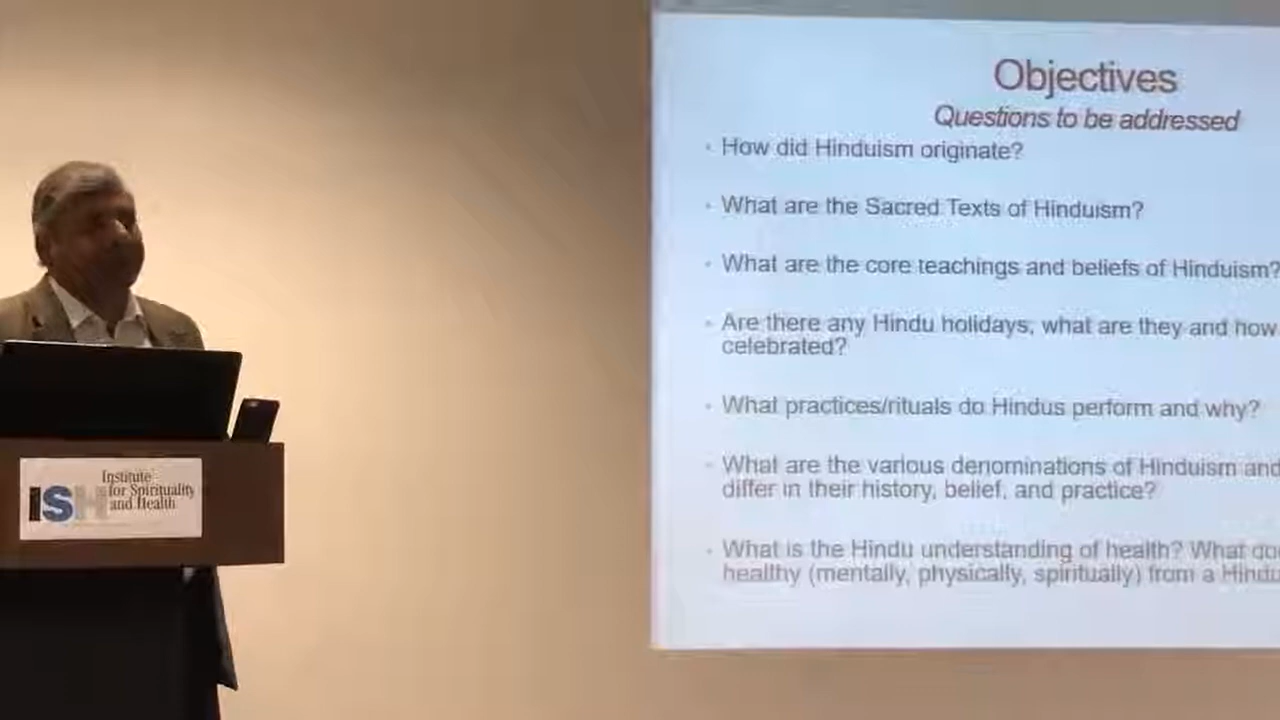 Objectives
Questions to be addressed
How did Hinduism originate?
What are the Sacred Texts of Hinduism?
What are the core teachings and beliefs of Hinduism?
Are there any Hindu holidays, what are they and how
celebrated?
What practices/rituals do Hindus perform and why?
What are the various denominations of Hinduism and
differ in their history, belief, and practice?
What is the Hindu understanding of health? What
healthy (mentally, physically, spiritually) from a
ISH
Institute
for Spirituality
and Health